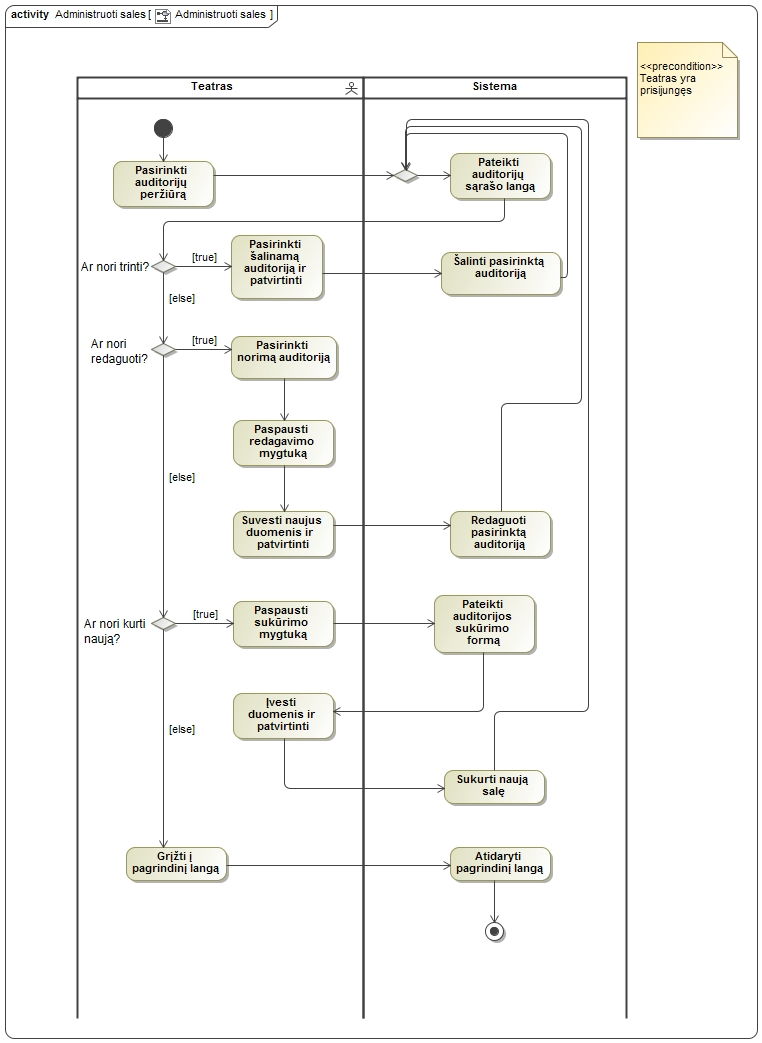 activity Administruoti sales [ Administruoti sales ]
<<precondition>>
Teatras yra
prisijungęs
Teatras
Sistema
Pasirinkti
auditorijų
peržiūrą
Pateikti
auditorijų
sąrašo langą
Ar nori trinti?
[true]
Pasirinkti
šalinamą
auditoriją ir
patvirtinti
Šalinti pasirinktą
auditoriją
[else]
Ar nori
redaguoti?
[true]
Pasirinkti
norimą auditoriją
Paspausti
redagavimo
mygtuką
[else]
Suvesti naujus
duomenis ir
patvirtinti
Redaguoti
pasirinktą
auditoriją
Ar nori kurti
naują?
[true]
Paspausti
sukūrimo
mygtuką
Pateikti
auditorijos
sukūrimo
formą
Įvesti
duomenis ir
patvirtinti
[else]
Sukurti naują
salę
Grįžti į
pagrindinį langą
Atidaryti
pagrindinį langą